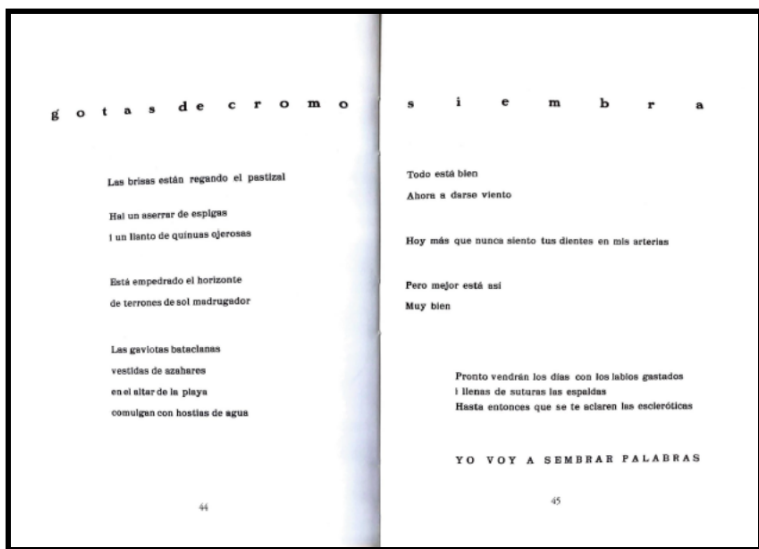 gotas de cromo
Las brisas están regando el pastizal
Hai un aserrar de espigas
i un llanto de quinuas ojerosas
Está empedrado el horizonte
de terrones de sol madrugador
Las gaviotas bataclanas
vestidas de azahares
en el altar de la playa
comulgan con hostias de agua
44
siembra
Todo está bien
Ahora a darse viento
Hoy más que nunca siento tus dientes en mis arterias
Pero mejor está así
Muy bien
Pronto vendrán los días con los labios gastados
i llenas de suturas las espaldas
Hasta entonces que se te aclaren las escleróticas
YO VOY A SEMBRAR PALABRAS
45